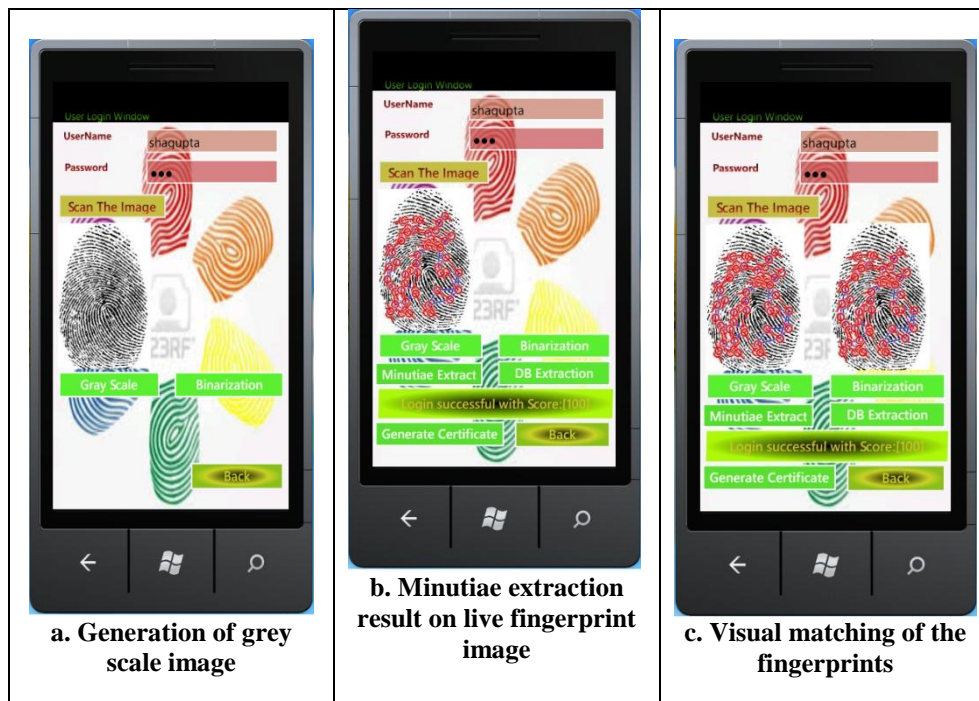 User Login Window
UserName
shagupta
Password
●●●
Scan The Image
23RF
Gray Scale
Binarization
Back
a. Generation of grey
scale image
User Login Window
UserName
shagupta
Password
●●●
Scan The Image
23RF
Gray Scale
Binarization
Minutiae Extract
DB Extraction
Login successful with Score:[100]
Generate Certificate
Back
b. Minutiae extraction
result on live fingerprint
image
User Login Window
UserName
shagupta
Password
●●●
Scan The Image
23RF
Gray Scale
Binarization
Minutiae Extract
DB Extraction
Login successful with Score:[100]
Generate Certificate
Back
c. Visual matching of the
fingerprints